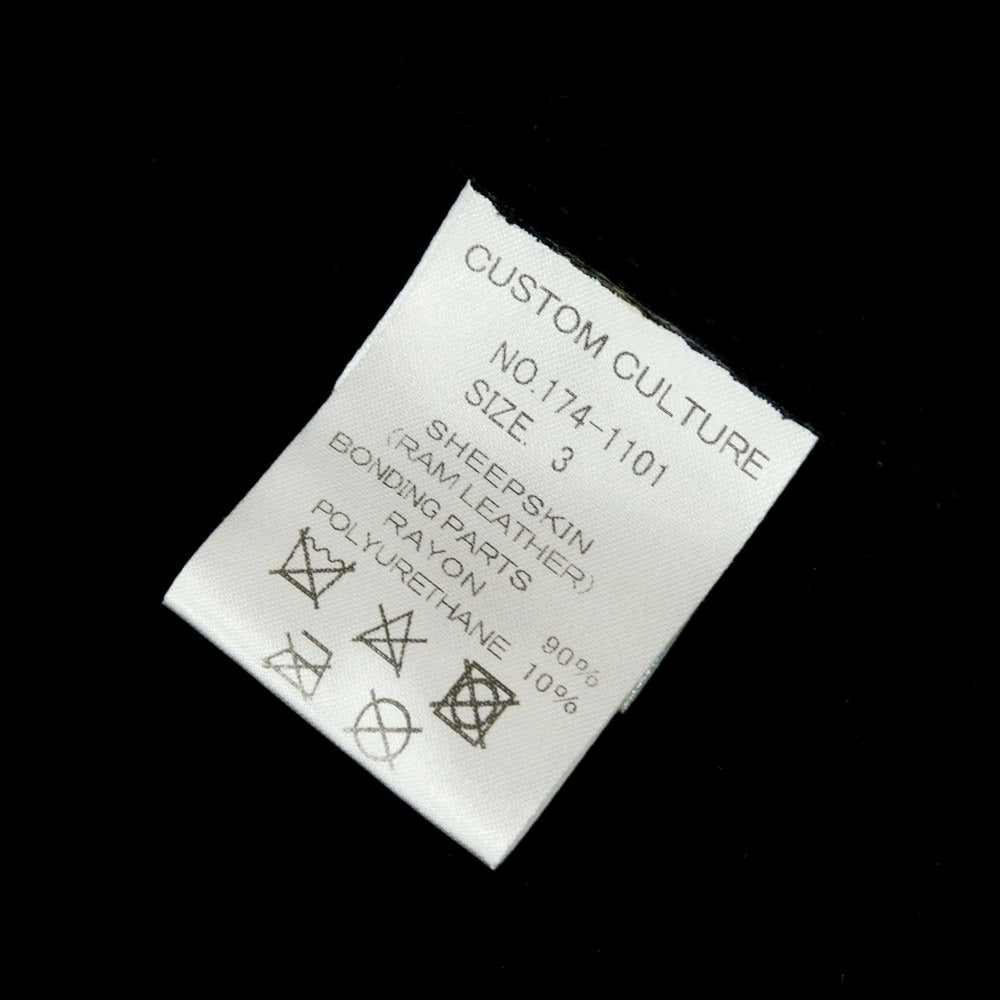 CUSTOM CULTURE
NO.174-1101
SIZE. 3
SHEEPSKIN
(RAM LEATHER)
BONDING PARTS
RAYON 90%
POLYURETHANE 10%